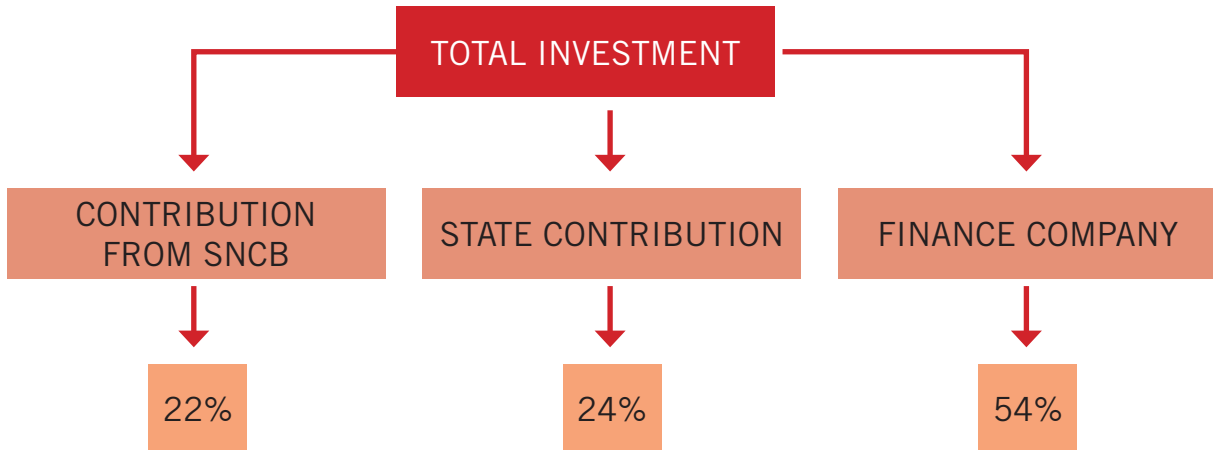 TOTAL INVESTMENT
CONTRIBUTION
FROM SNCB
STATE CONTRIBUTION
FINANCE COMPANY
22%
24%
54%